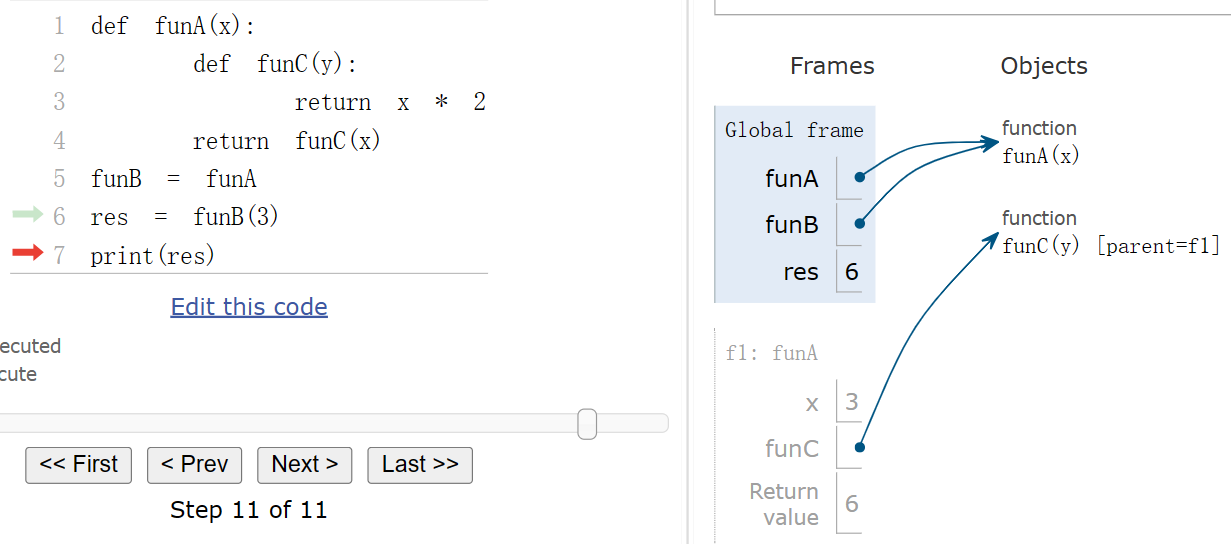 1 def funA(x):
2 def funC(y):
3 return x * 2
4 return funC(x)
5 funB = funA
6 res = funB(3)
7 print(res)
Edit this code
ecuted
cute
<< First < Prev Next > Last >>
Step 11 of 11
Frames Objects
Global frame
funA
funB
res 6
function
funA(x)
function
funC(y) [parent=f1]
f1: funA
x 3
funC
Return
value 6